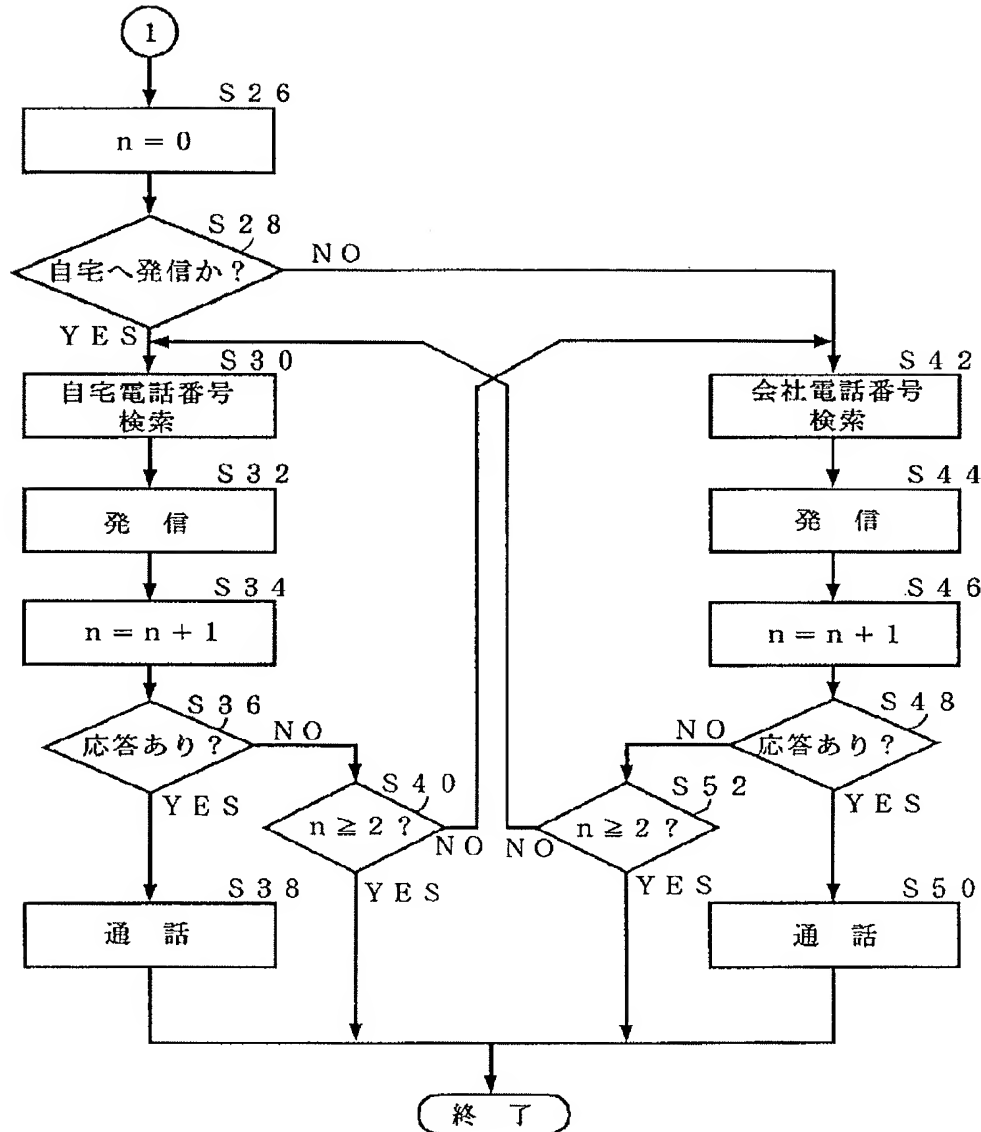 1
S26
n = 0
S28
自宅へ発信か?
NO
YES
S30
自宅電話番号
検索
S32
発 信
S34
n = n + 1
S36
応答あり?
NO
YES
S40
n ≧ 2 ?
NO
YES
S38
通 話
S42
会社電話番号
検索
S44
発 信
S46
n = n + 1
S48
応答あり?
NO
YES
S52
n ≧ 2 ?
NO
YES
S50
通 話
終 了